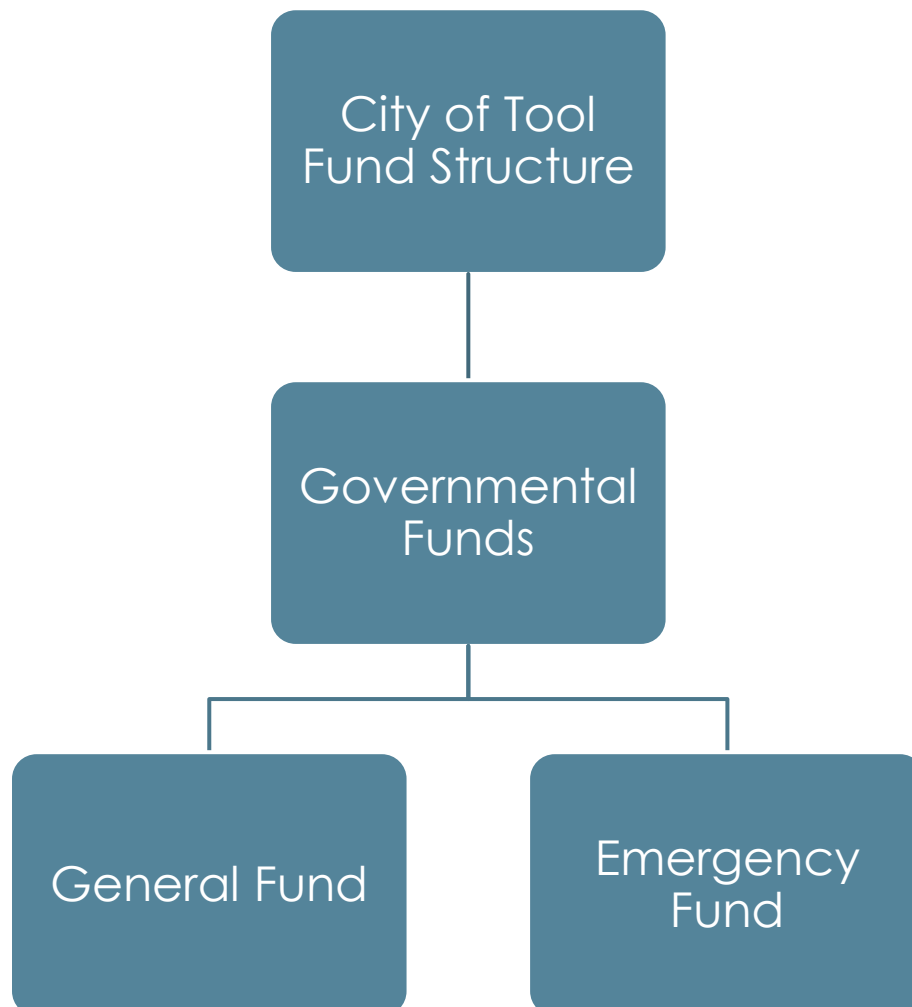 City of Tool
Fund Structure
Governmental
Funds
General Fund
Emergency
Fund